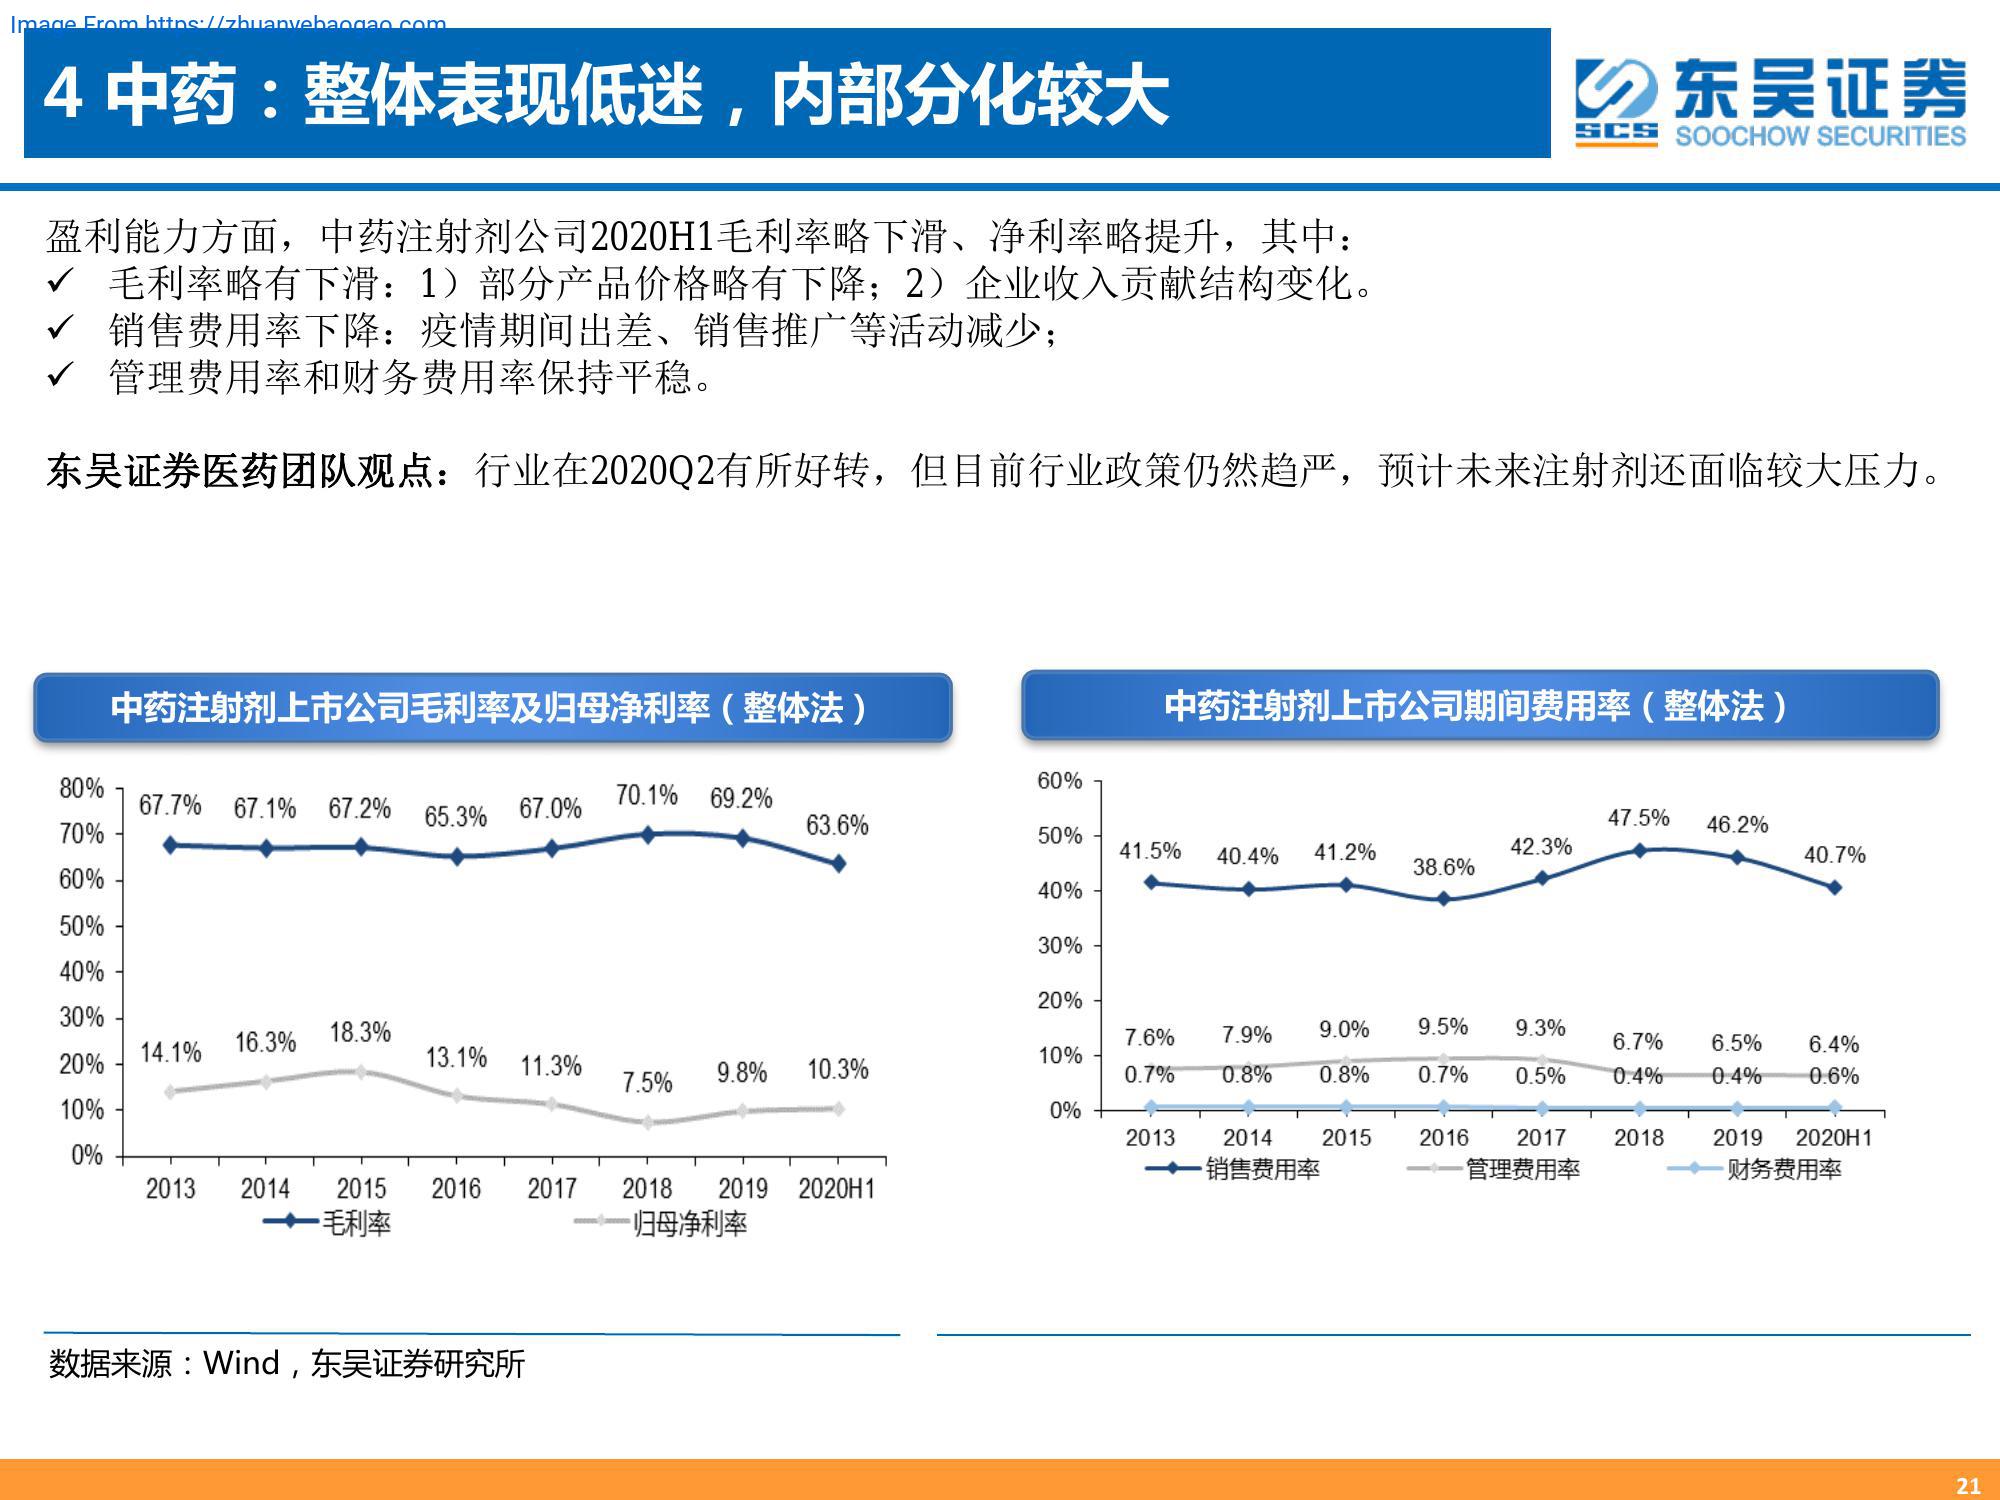 Image From https://zhuanyebaogao.com
4 中药：整体表现低迷，内部分化较大
东吴证券
SCS
SOOCHOW SECURITIES
盈利能力方面，中药注射剂公司2020H1毛利率略下滑、净利率略提升，其中：
✓ 毛利率略有下滑：1）部分产品价格略有下降；2）企业收入贡献结构变化。
✓ 销售费用率下降：疫情期间出差、销售推广等活动减少；
✓ 管理费用率和财务费用率保持平稳。
东吴证券医药团队观点：行业在2020Q2有所好转，但目前行业政策仍然趋严，预计未来注射剂还面临较大压力。
中药注射剂上市公司毛利率及归母净利率（整体法）
80%
70%
60%
50%
40%
30%
20%
10%
0%
67.7% 67.1% 67.2% 65.3% 67.0% 70.1% 69.2% 63.6%
14.1% 16.3% 18.3% 13.1% 11.3% 7.5% 9.8% 10.3%
2013 2014 2015 2016 2017 2018 2019 2020H1
毛利率 归母净利率
中药注射剂上市公司期间费用率（整体法）
60%
50%
40%
30%
20%
10%
0%
41.5% 40.4% 41.2% 38.6% 42.3% 47.5% 46.2% 40.7%
7.6% 7.9% 9.0% 9.5% 9.3% 6.7% 6.5% 6.4%
0.7% 0.8% 0.8% 0.7% 0.5% 0.4% 0.4% 0.6%
2013 2014 2015 2016 2017 2018 2019 2020H1
销售费用率 管理费用率 财务费用率
数据来源：Wind，东吴证券研究所
21